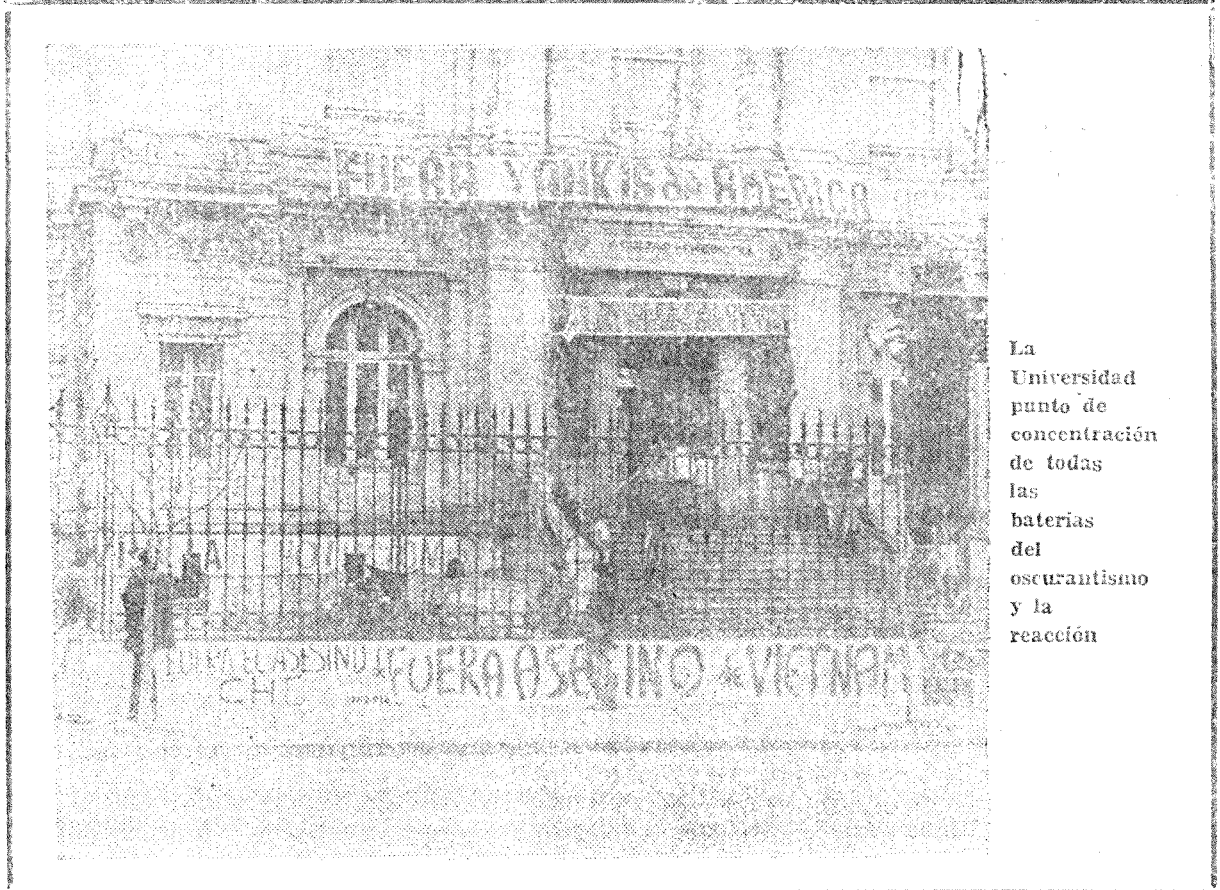 FUERA YANKIS de AMERICA
FUERA ASESINO de VIETNAM
La
Universidad
punto de
concentración
de todas
las
baterias
del
oscurantismo
y la
reacción